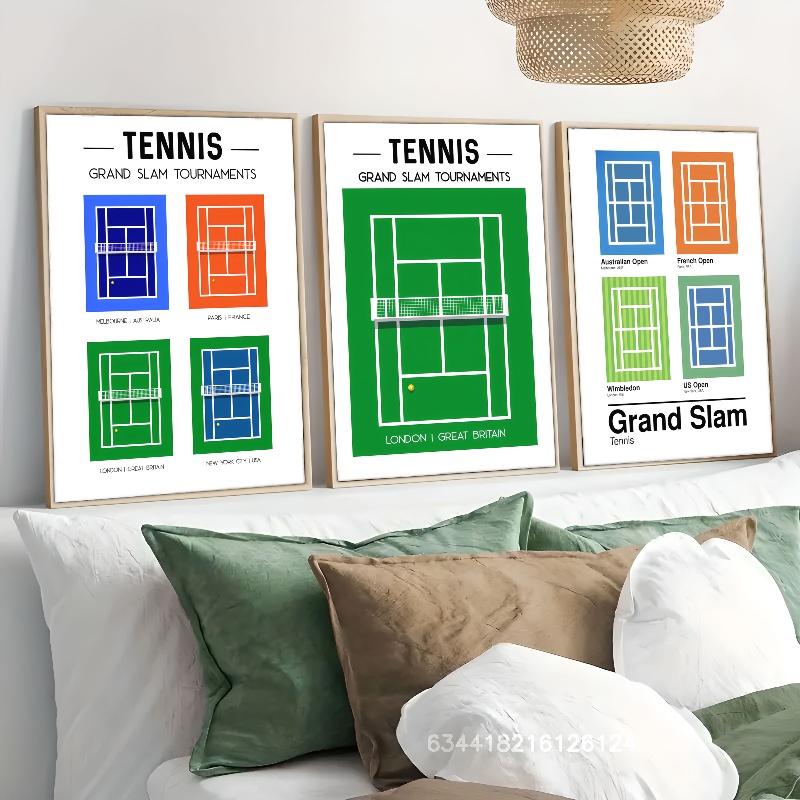 TENNIS
GRAND SLAM TOURNAMENTS
MELBOURNE | AUSTRALIA
PARIS | FRANCE
LONDON | GREAT BRITAIN
NEW YORK CITY | USA
TENNIS
GRAND SLAM TOURNAMENTS
LONDON | GREAT BRITAIN
Australian Open
French Open
Wimbledon
US Open
Grand Slam
Tennis
634418216126124